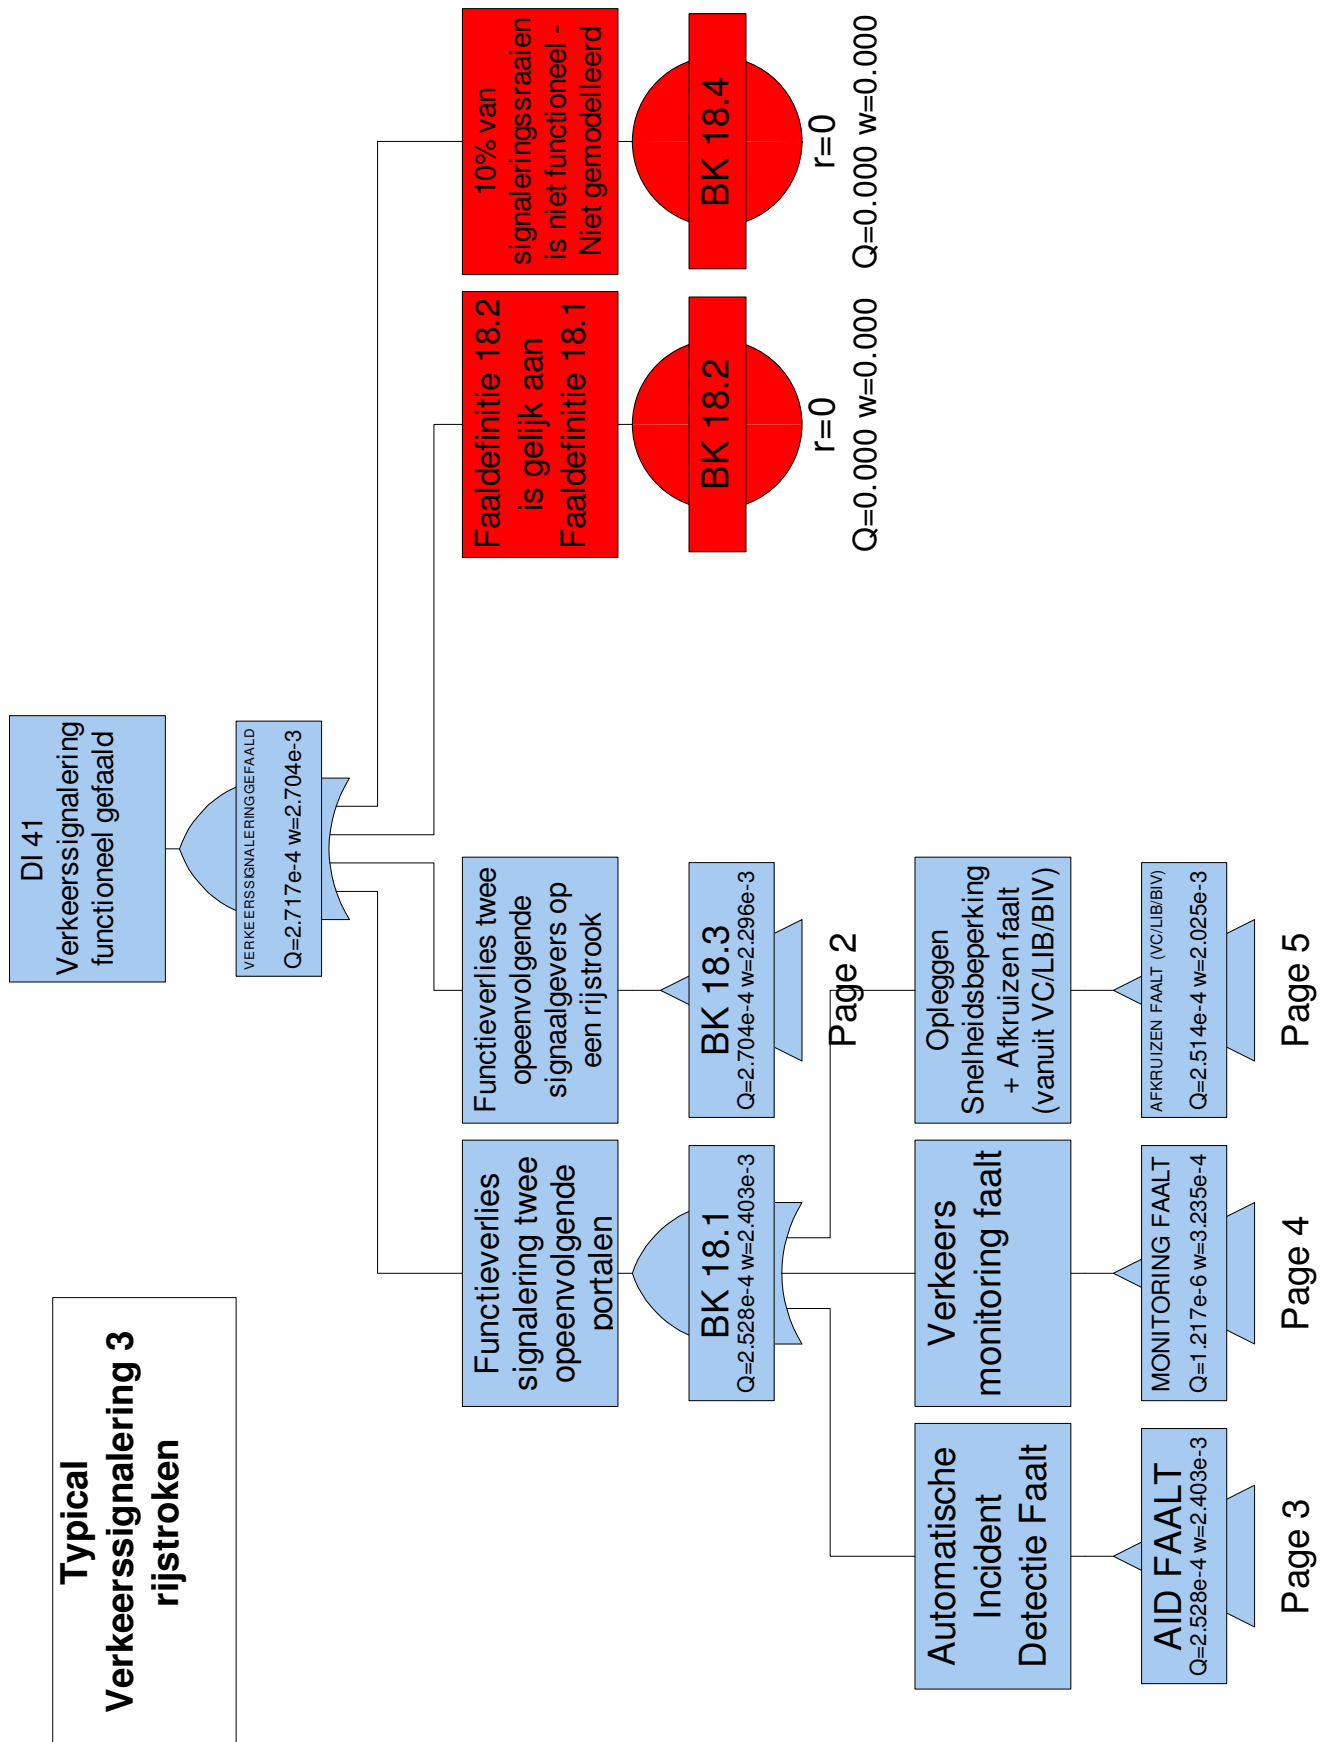 Typical
Verkeerssignalering 3
rijstroken
DI 41
Verkeerssignalering
functioneel gefaald
VERKEERSSIGNALERING GEFAALD
Q=2.717e-4 w=2.704e-3
Functieverlies
signalering twee
opeenvolgende
portalen
BK 18.1
Q=2.528e-4 w=2.403e-3
Functieverlies twee
opeenvolgende
signaalgevers op
een rijstrook
BK 18.3
Q=2.704e-4 w=2.296e-3
Page 2
Faaldefinitie 18.2
is gelijk aan
Faaldefinitie 18.1
BK 18.2
r=0
Q=0.000 w=0.000
10% van
signaleringssraaien
is niet functioneel -
Niet gemodelleerd
BK 18.4
r=0
Q=0.000 w=0.000
Automatische
Incident
Detectie Faalt
AID FAALT
Q=2.528e-4 w=2.403e-3
Page 3
Verkeers
monitoring faalt
MONITORING FAALT
Q=1.217e-6 w=3.235e-4
Page 4
Opleggen
Snelheidsbeperking
+ Afkruizen faalt
(vanuit VC/LIB/BIV)
AFKRUIZEN FAALT (VC/LIB/BIV)
Q=2.514e-4 w=2.025e-3
Page 5